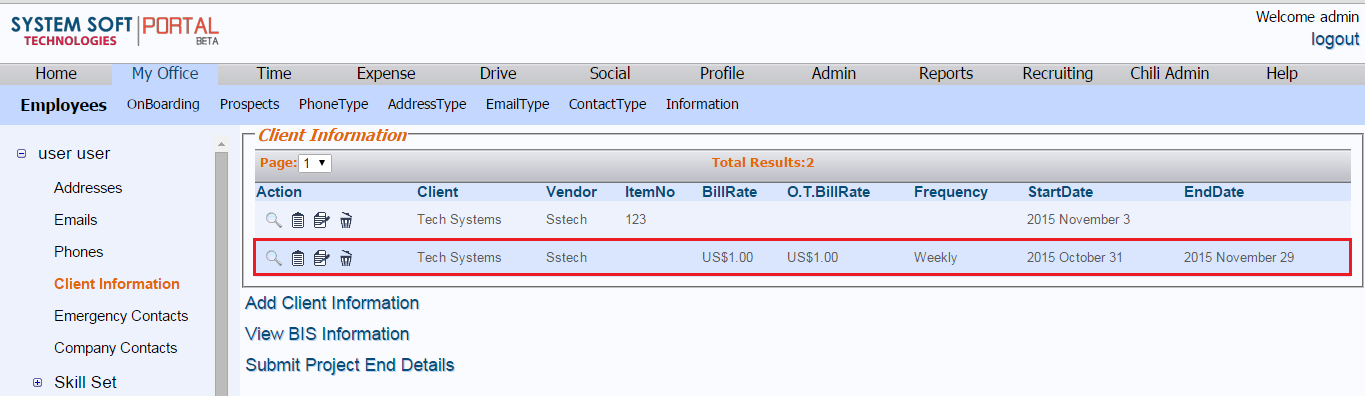 SYSTEM SOFT TECHNOLOGIES PORTAL BETA
Welcome admin
logout
Home My Office Time Expense Drive Social Profile Admin Reports Recruiting Chili Admin Help
Employees OnBoarding Prospects PhoneType AddressType EmailType ContactType Information
user user
Addresses
Emails
Phones
Client Information
Emergency Contacts
Company Contacts
Skill Set
Client Information
Page: 1 Total Results:2
Action Client Vendor ItemNo BillRate O.T.BillRate Frequency StartDate EndDate
Tech Systems Sstech 123 2015 November 3
Tech Systems Sstech US$1.00 US$1.00 Weekly 2015 October 31 2015 November 29
Add Client Information
View BIS Information
Submit Project End Details